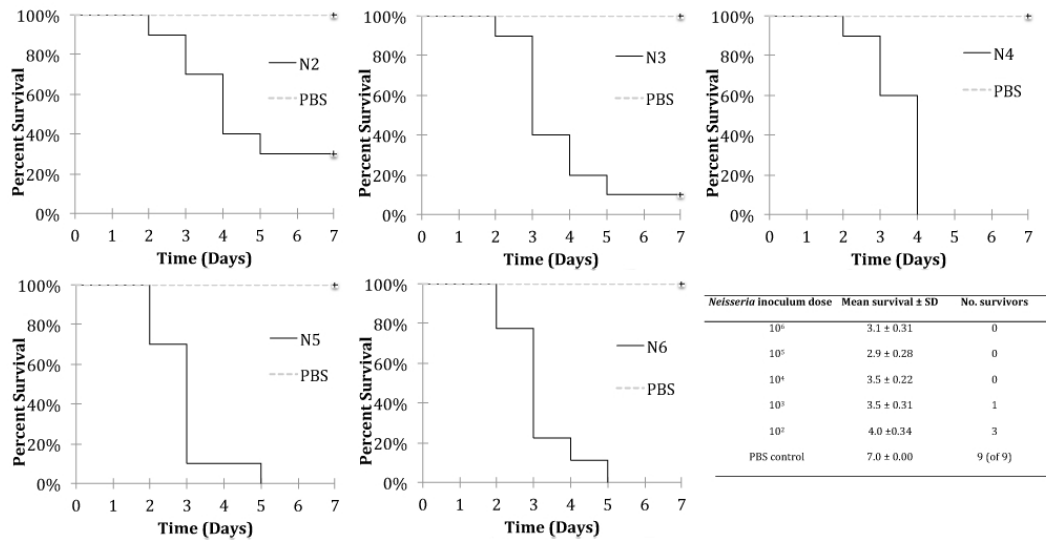 100%
80%
60%
40%
20%
0%
Percent Survival
N2
PBS
0 1 2 3 4 5 6 7
Time (Days)
100%
80%
60%
40%
20%
0%
Percent Survival
N3
PBS
0 1 2 3 4 5 6 7
Time (Days)
100%
80%
60%
40%
20%
0%
Percent Survival
N4
PBS
0 1 2 3 4 5 6 7
Time (Days)
100%
80%
60%
40%
20%
0%
Percent Survival
N5
PBS
0 1 2 3 4 5 6 7
Time (Days)
100%
80%
60%
40%
20%
0%
Percent Survival
N6
PBS
0 1 2 3 4 5 6 7
Time (Days)
Neisseria inoculum dose Mean survival ± SD No. survivors
10⁶ 3.1 ± 0.31 0
10⁵ 2.9 ± 0.28 0
10⁴ 3.5 ± 0.22 0
10³ 3.5 ± 0.31 1
10² 4.0 ±0.34 3
PBS control 7.0 ± 0.00 9 (of 9)